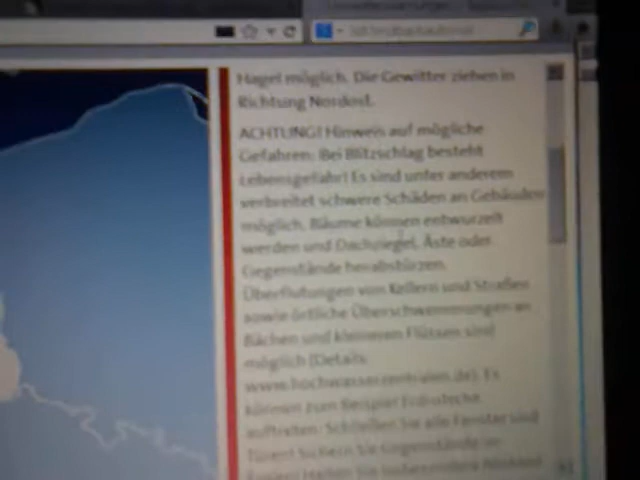 Hagel möglich. Die Gewitter ziehen in
Richtung Nordost.
ACHTUNG! Hinweis auf mögliche
Gefahren: Bei Blitzschlag besteht
Lebensgefahr! Es sind unter anderem
verbreitet schwere Schäden an Gebäuden
möglich. Bäume können entwurzelt
werden und Dachziegel, Äste oder
Gegenstände herabstürzen.
Überflutungen von Kellern und Straßen
sowie örtliche Überschwemmungen an
Bächen und kleineren Flüssen sind
möglich (Details:
www.hochwasserzentralen.de). Es
können zum Beispiel Erdrutsche
auftreten. Schließen Sie alle Fenster und
Türen! Sichern Sie Gegenstände im